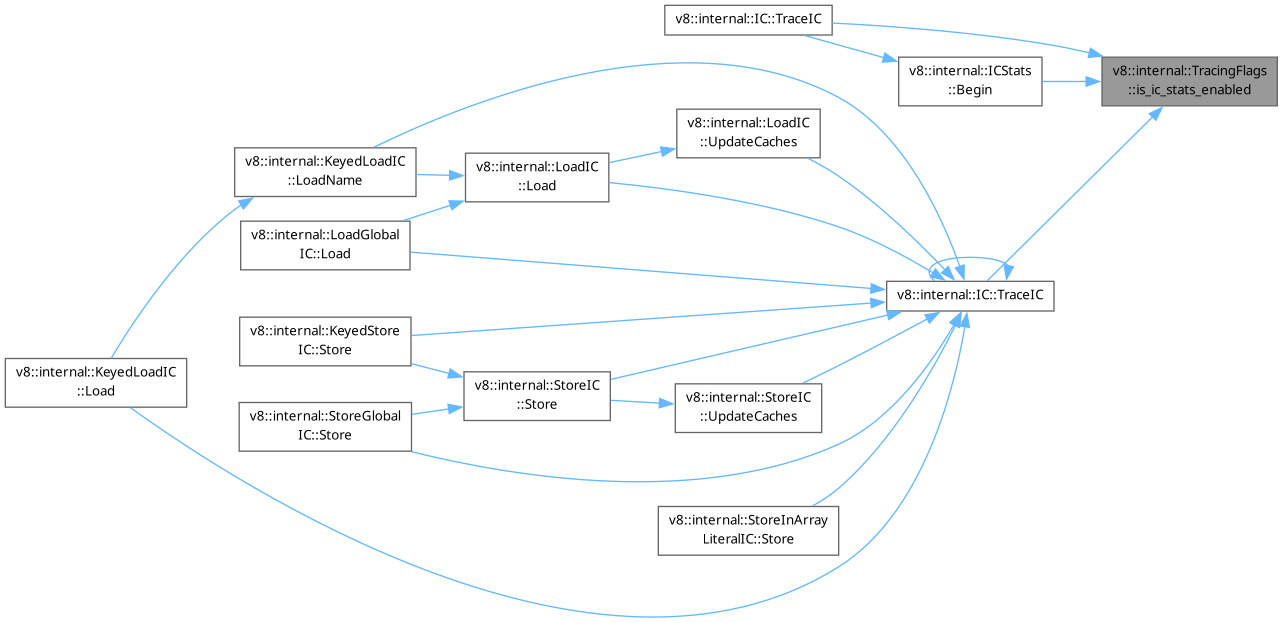 v8::internal::IC::TraceIC
v8::internal::TracingFlags
::is_ic_stats_enabled
v8::internal::ICStats
::Begin
v8::internal::LoadIC
::UpdateCaches
v8::internal::KeyedLoadIC
::LoadName
v8::internal::LoadIC
::Load
v8::internal::LoadGlobal
IC::Load
v8::internal::IC::TraceIC
v8::internal::KeyedStore
IC::Store
v8::internal::KeyedLoadIC
::Load
v8::internal::StoreIC
::Store
v8::internal::StoreIC
::UpdateCaches
v8::internal::StoreGlobal
IC::Store
v8::internal::StoreInArray
LiteralIC::Store